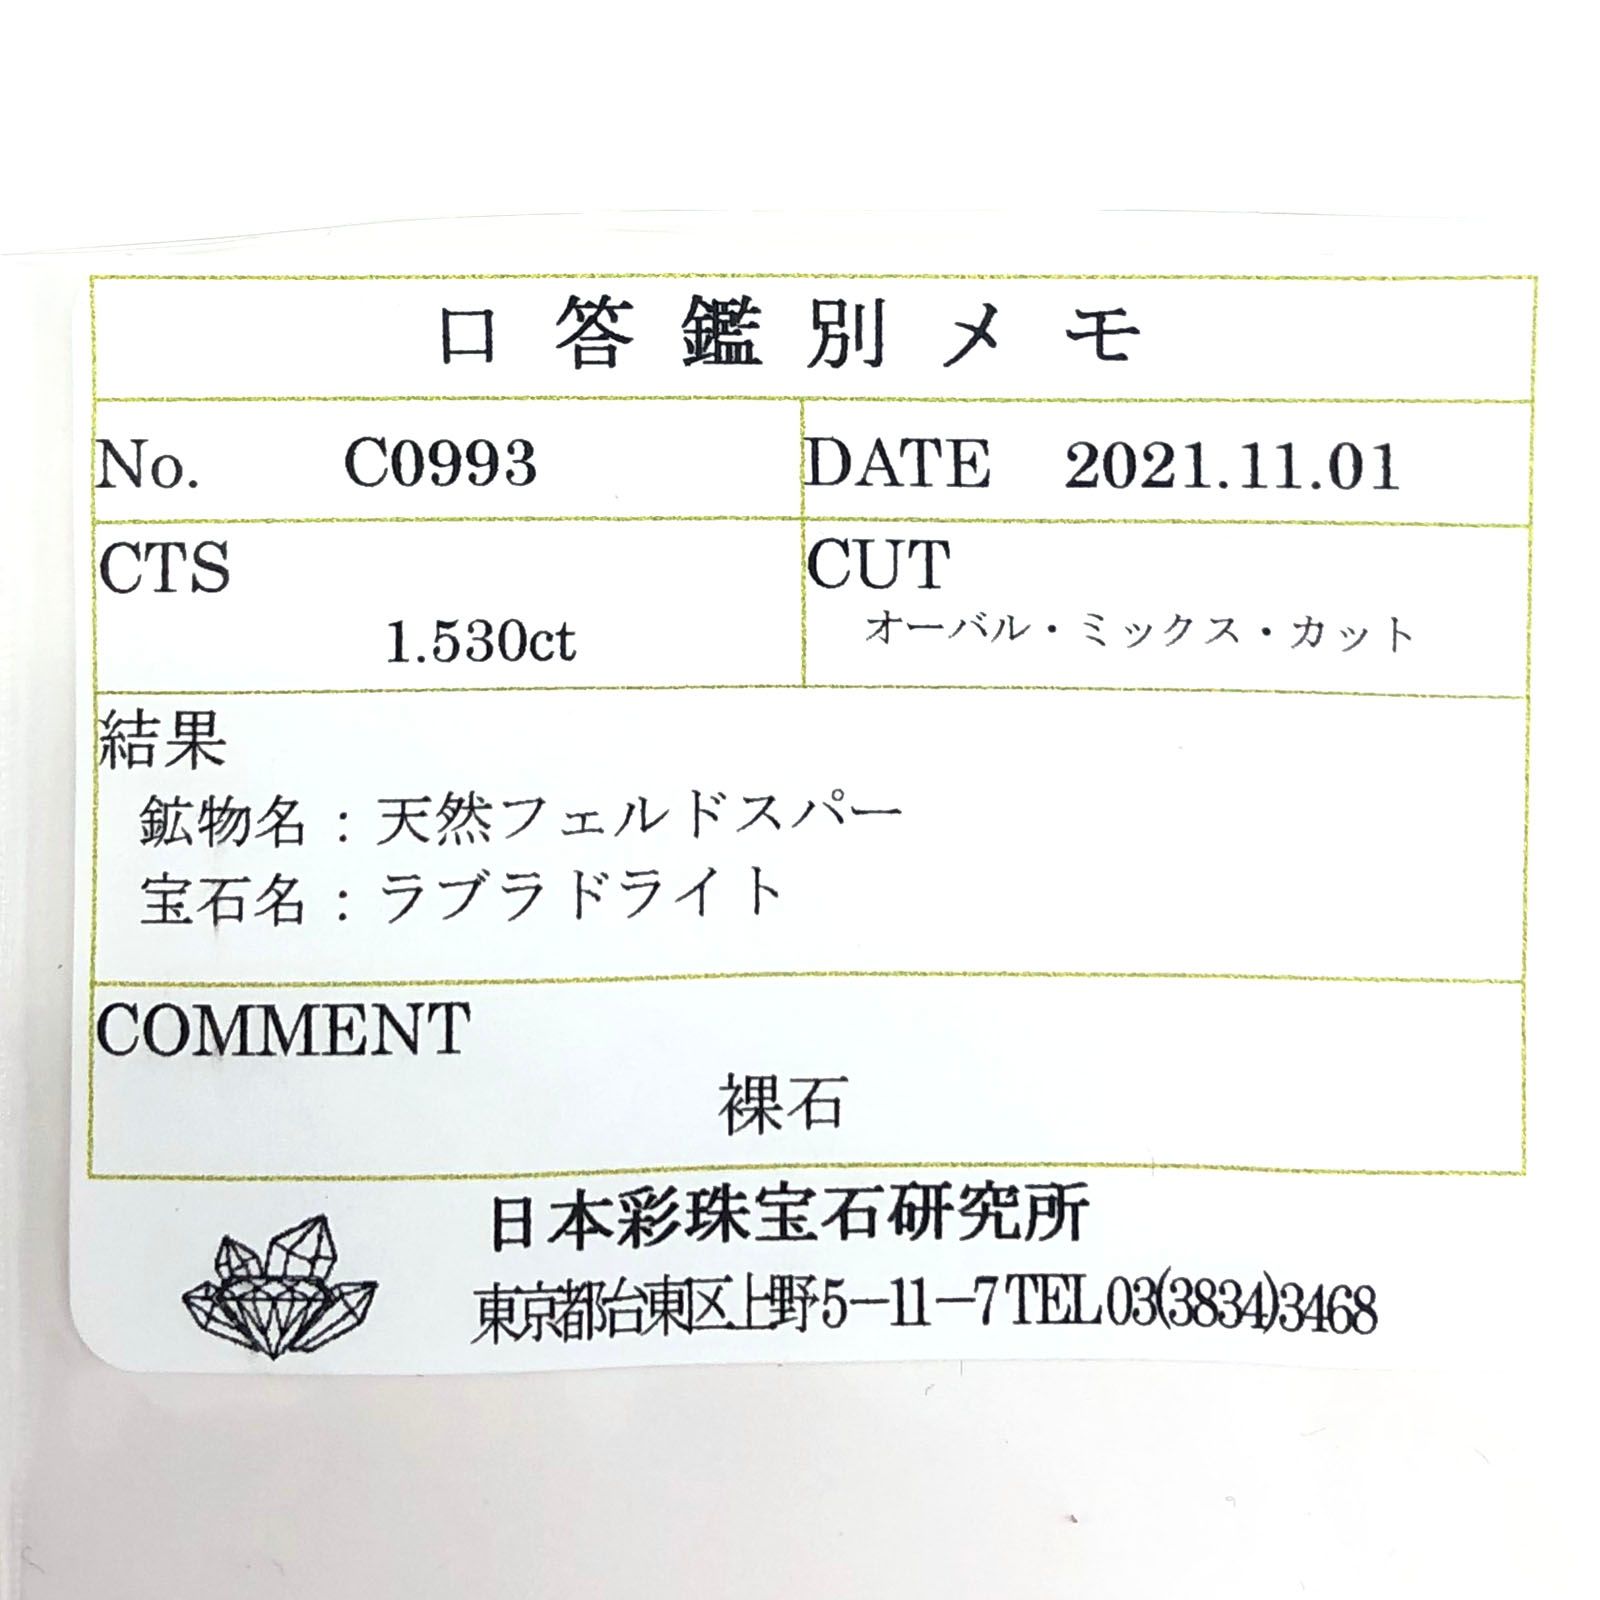 口答鑑別メモ
No. C0993 DATE 2021.11.01
CTS CUT
1.530ct オーバル・ミックス・カット
結果
鉱物名：天然フェルドスパー
宝石名：ラブラドライト
COMMENT
裸石
日本彩珠宝石研究所
東京都台東区上野5－11－7TEL03(3834)3468